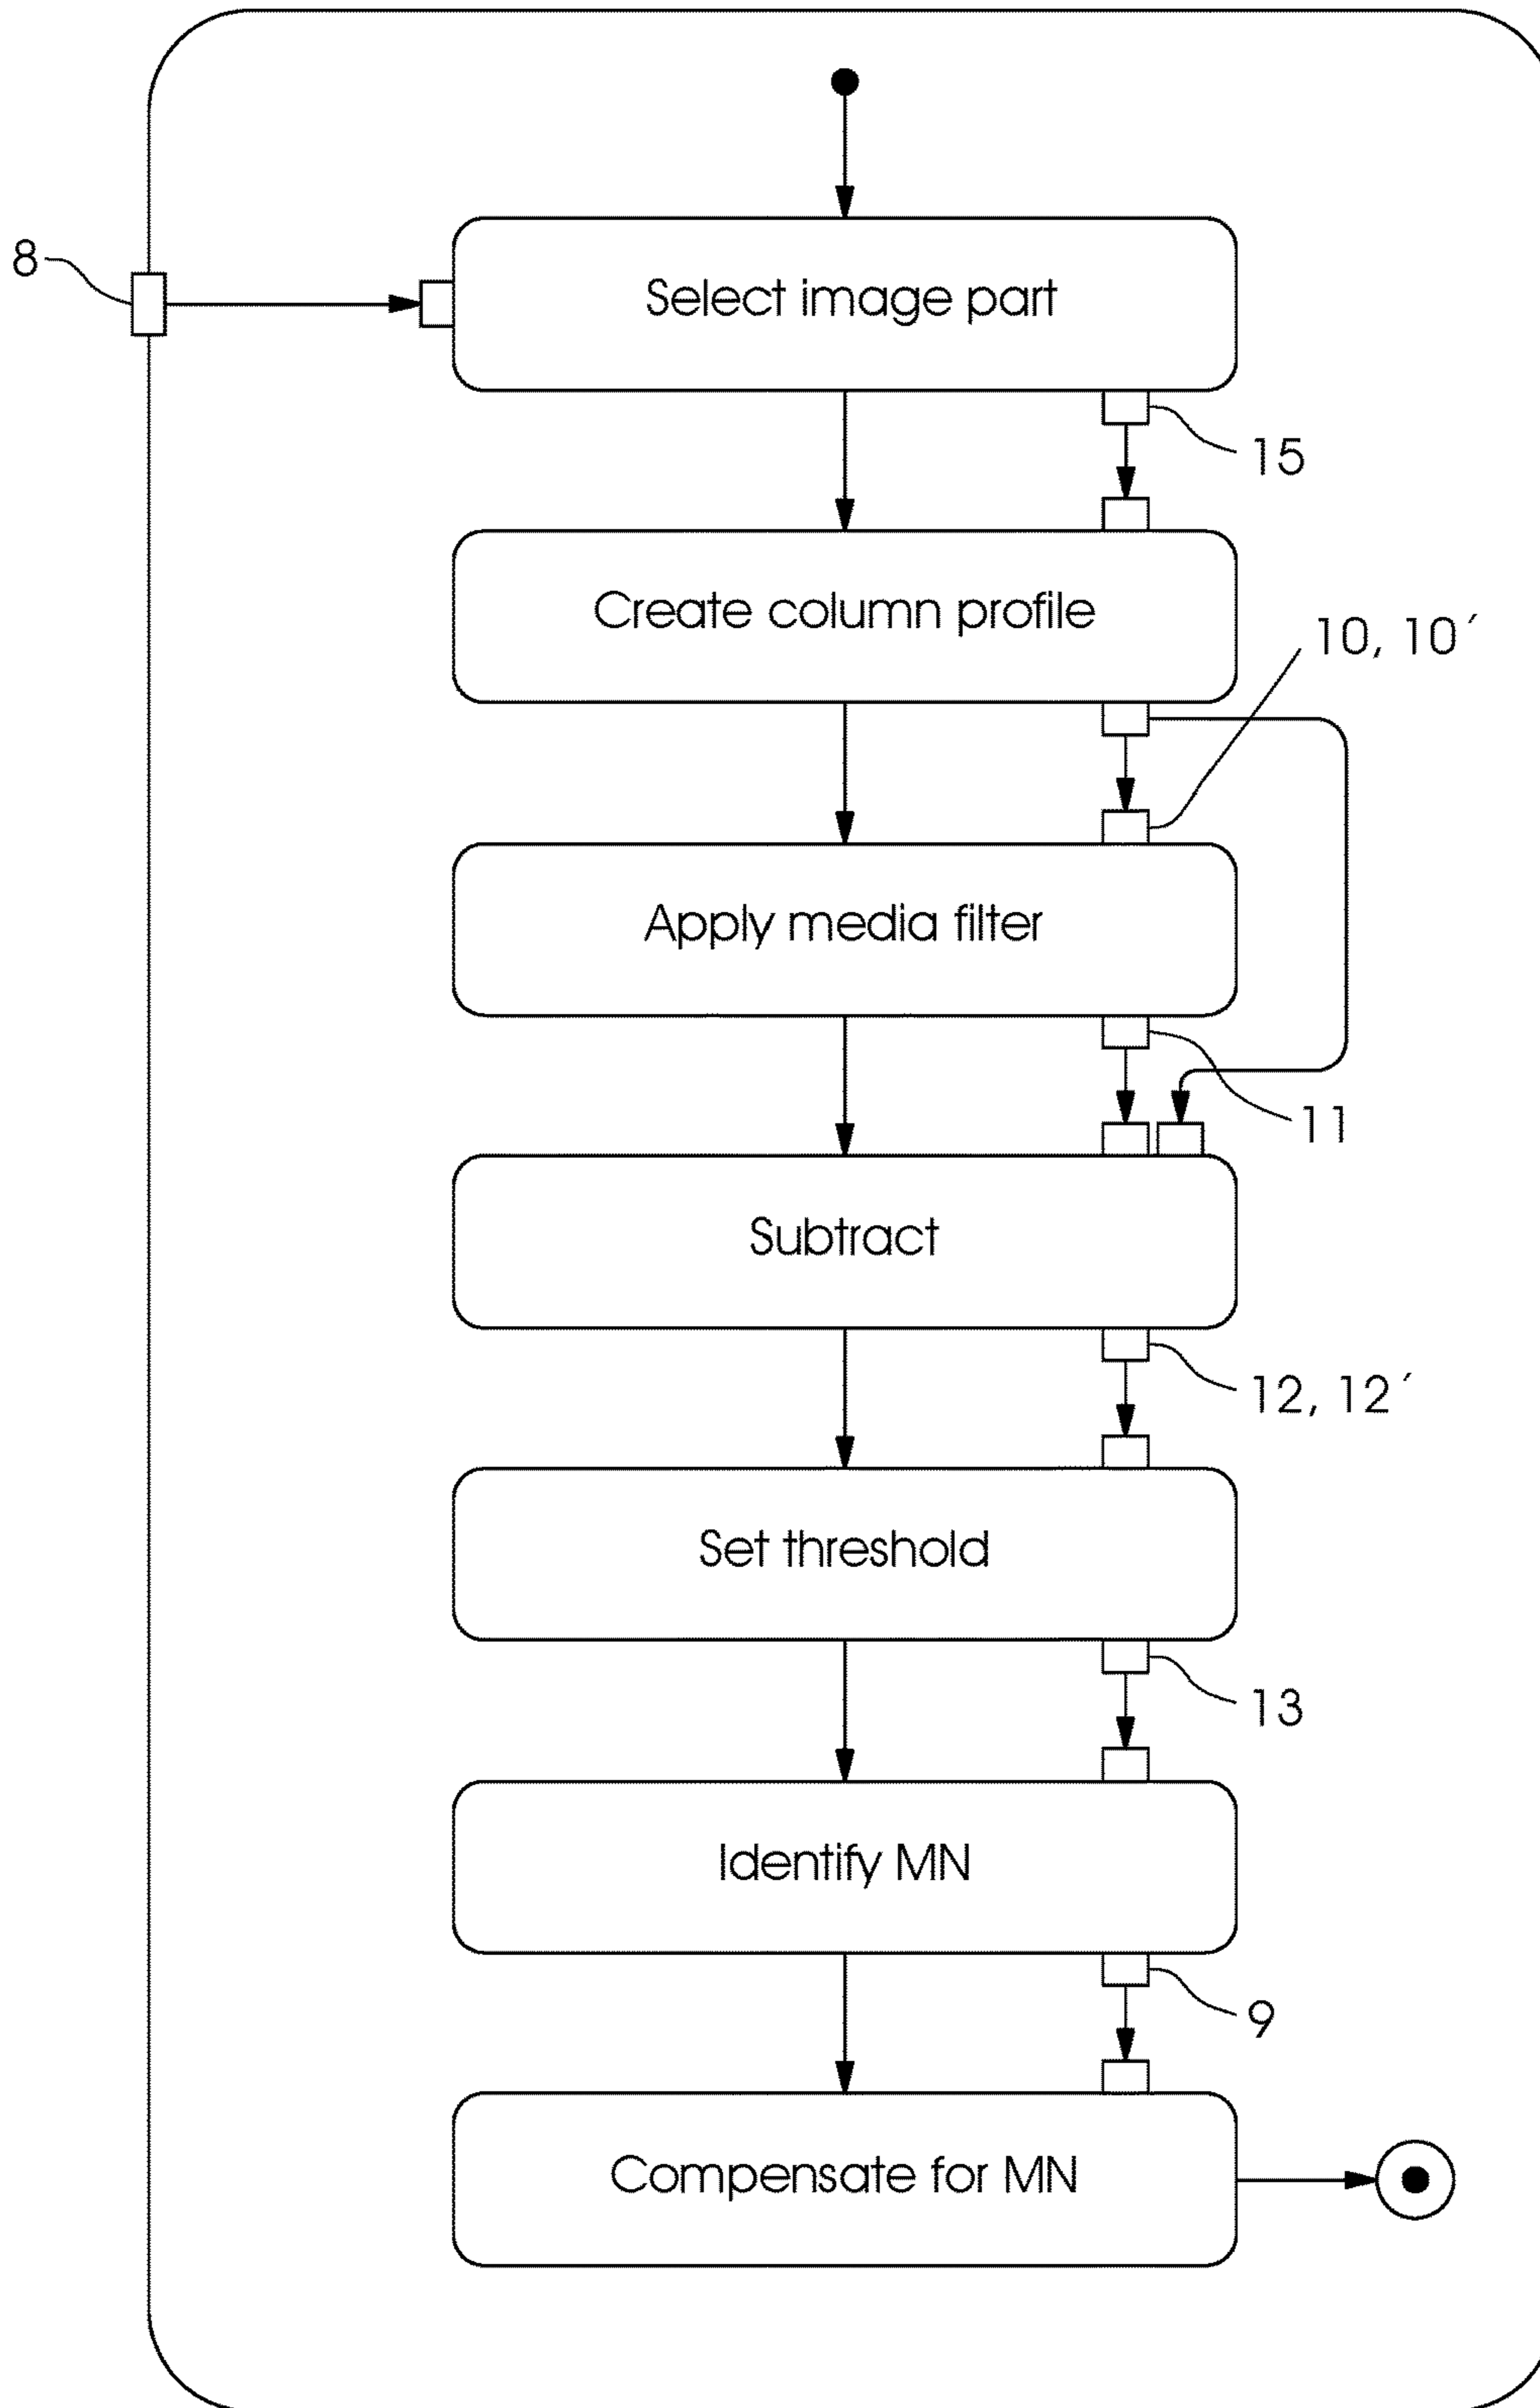 8
Select image part
15
Create column profile
10, 10´
Apply media filter
11
Subtract
12, 12´
Set threshold
13
Identify MN
9
Compensate for MN